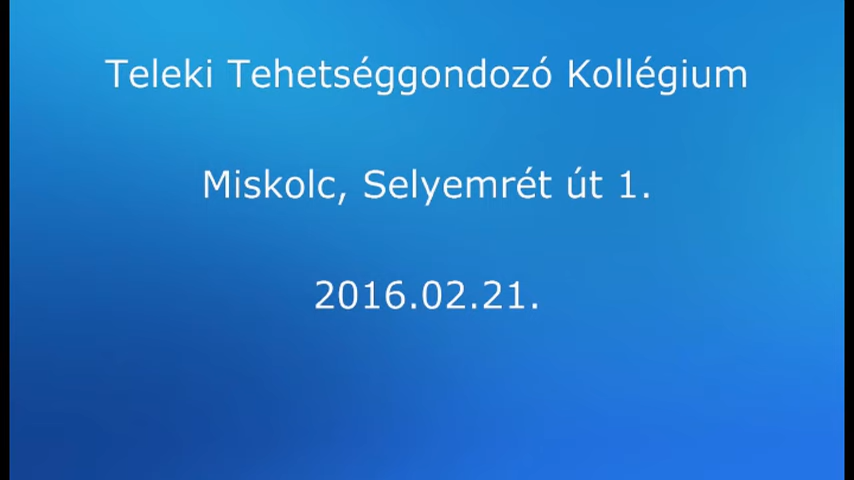 Teleki Tehetséggondozó Kollégium
Miskolc, Selyemrét út 1.
2016.02.21.